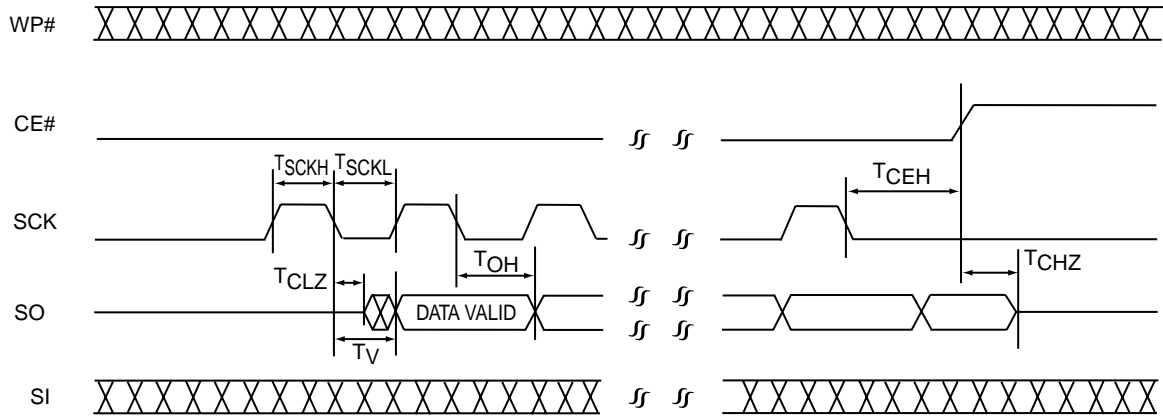 WP#
CE#
TSCKH TSCKL
TCEH
SCK
TOH
TCLZ
TCHZ
SO
DATA VALID
TV
SI